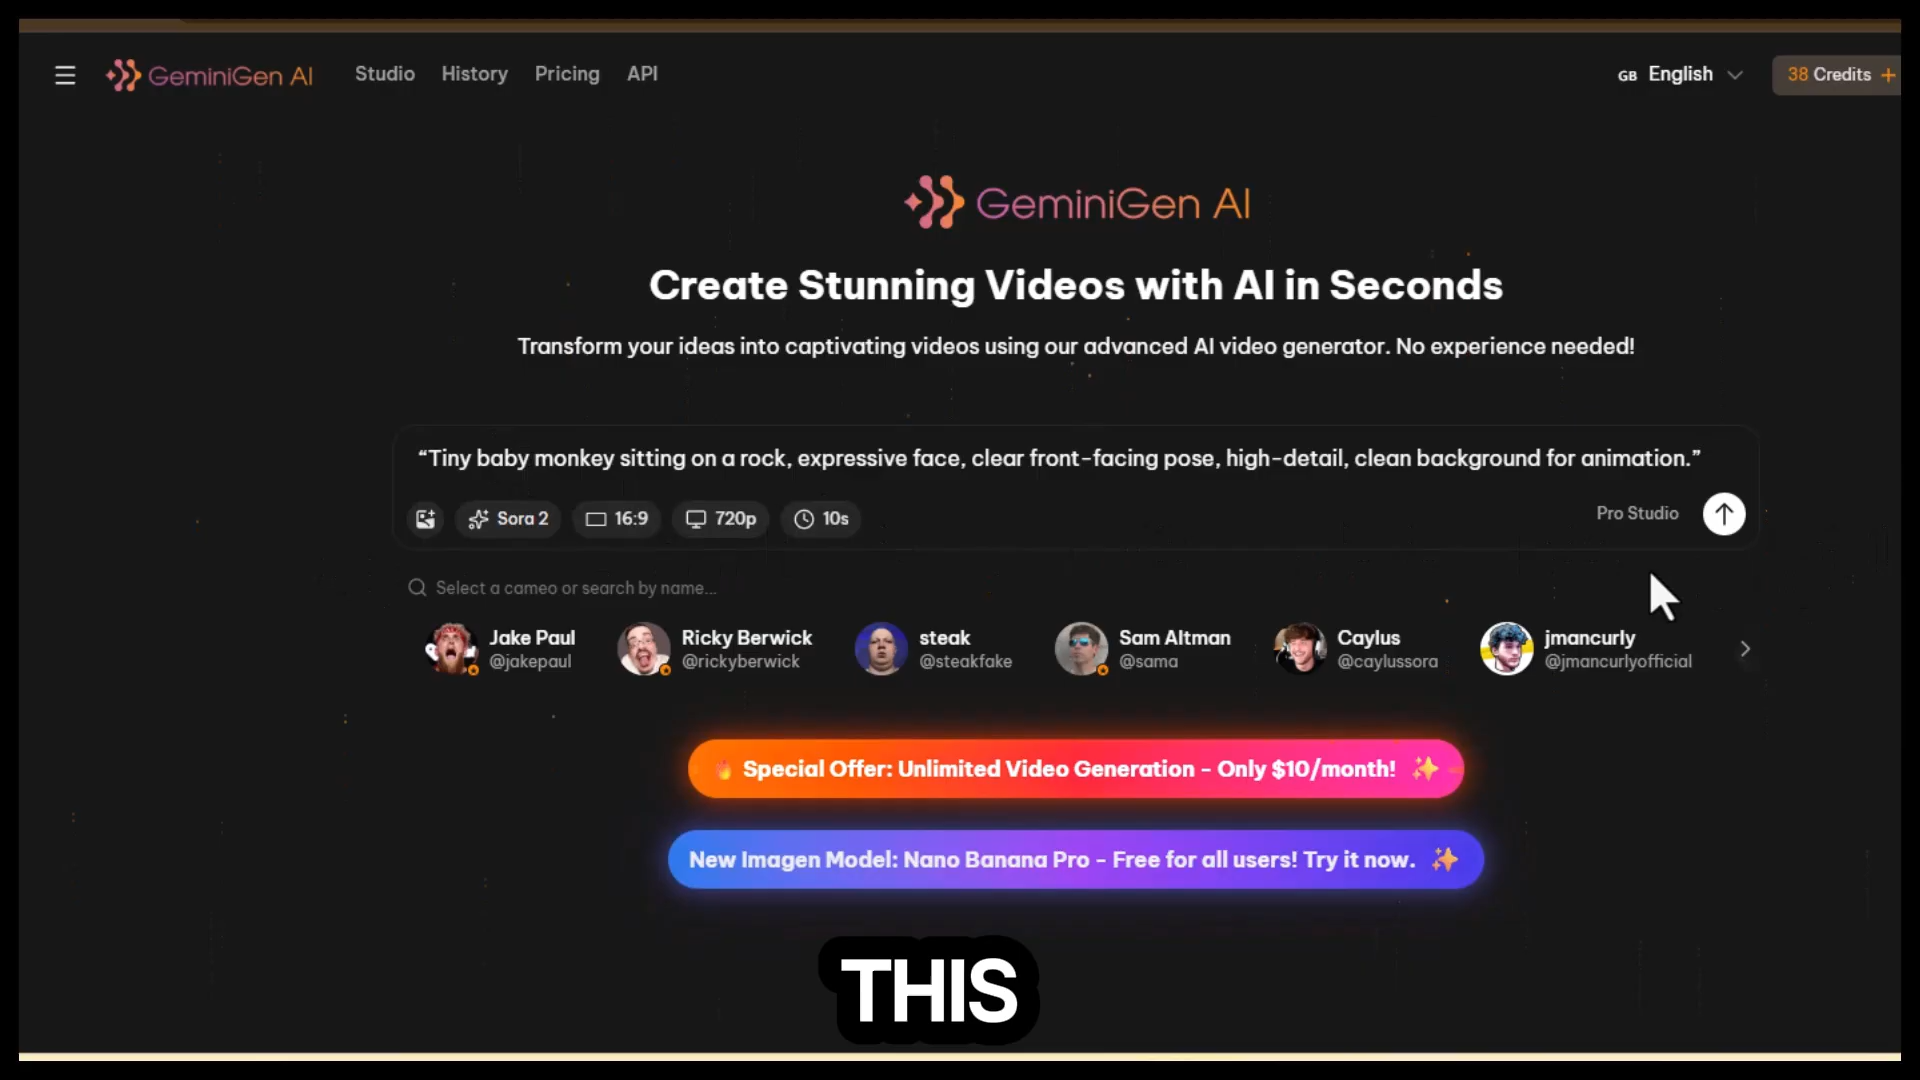 GeminiGen AI Studio History Pricing API GB English 38 Credits +
GeminiGen AI
Create Stunning Videos with AI in Seconds
Transform your ideas into captivating videos using our advanced AI video generator. No experience needed!
“Tiny baby monkey sitting on a rock, expressive face, clear front-facing pose, high-detail, clean background for animation.”
Sora 2 16:9 720p 10s Pro Studio
Select a cameo or search by name...
Jake Paul Ricky Berwick steak Sam Altman Caylus jmancurly
@jakepaul @rickyberwick @steakfake @sama @caylussora @jmancurlyofficial
Special Offer: Unlimited Video Generation - Only $10/month!
New Imagen Model: Nano Banana Pro - Free for all users! Try it now.
THIS